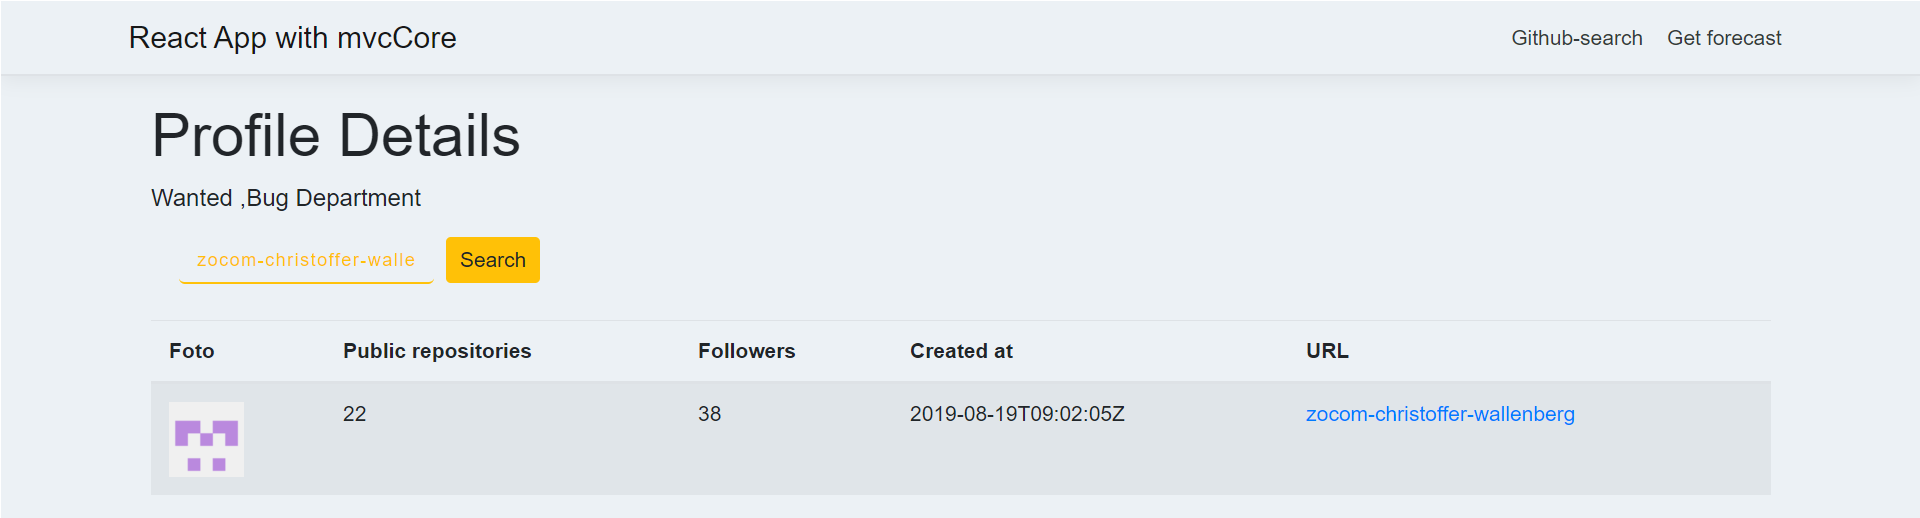 React App with mvcCore Github-search Get forecast
Profile Details
Wanted ,Bug Department
zocom-christoffer-walle Search
Foto Public repositories Followers Created at URL
22 38 2019-08-19T09:02:05Z zocom-christoffer-wallenberg